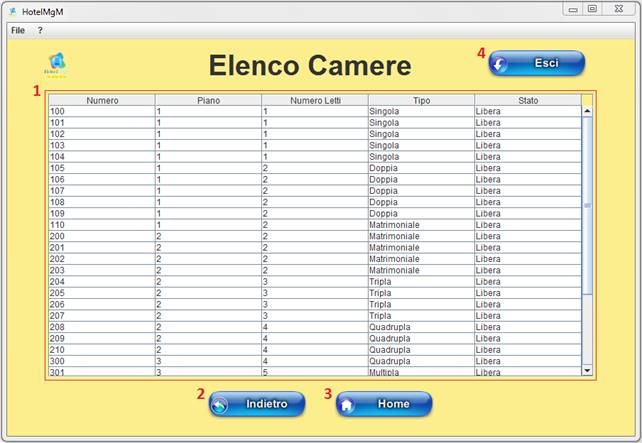 HotelMgM
File ?
4
Elenco Camere
Esci
1
Numero Piano Numero Letti Tipo Stato
100 1 1 Singola Libera
101 1 1 Singola Libera
102 1 1 Singola Libera
103 1 1 Singola Libera
104 1 1 Singola Libera
105 1 2 Doppia Libera
106 1 2 Doppia Libera
107 1 2 Doppia Libera
108 1 2 Doppia Libera
109 1 2 Doppia Libera
110 1 2 Matrimoniale Libera
200 2 2 Matrimoniale Libera
201 2 2 Matrimoniale Libera
202 2 2 Matrimoniale Libera
203 2 2 Matrimoniale Libera
204 2 3 Tripla Libera
205 2 3 Tripla Libera
206 2 3 Tripla Libera
207 2 3 Tripla Libera
208 2 4 Quadrupla Libera
209 2 4 Quadrupla Libera
210 2 4 Quadrupla Libera
300 3 4 Quadrupla Libera
301 3 5 Multipla Libera
2 Indietro 3 Home